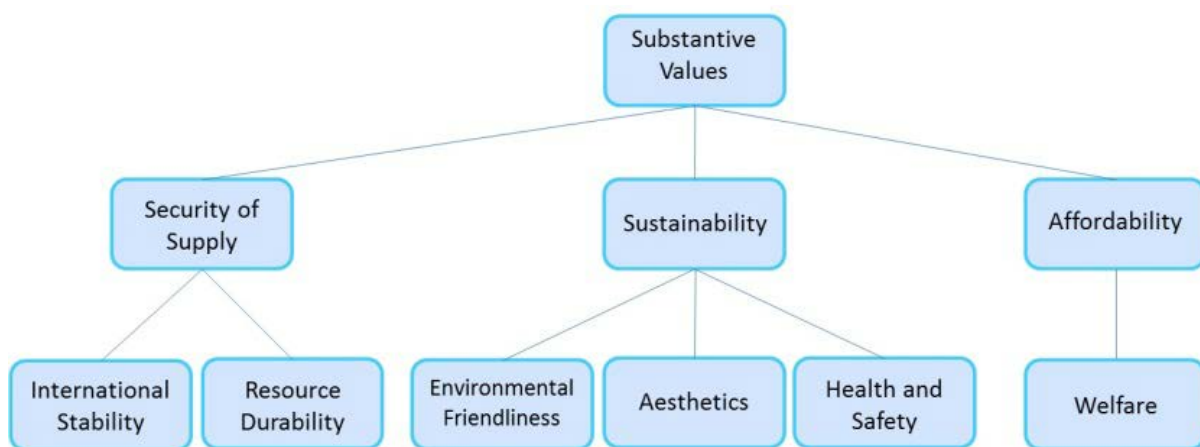 Substantive
Values
Security of
Supply
Sustainability
Affordability
International
Stability
Resource
Durability
Environmental
Friendliness
Aesthetics
Health and
Safety
Welfare